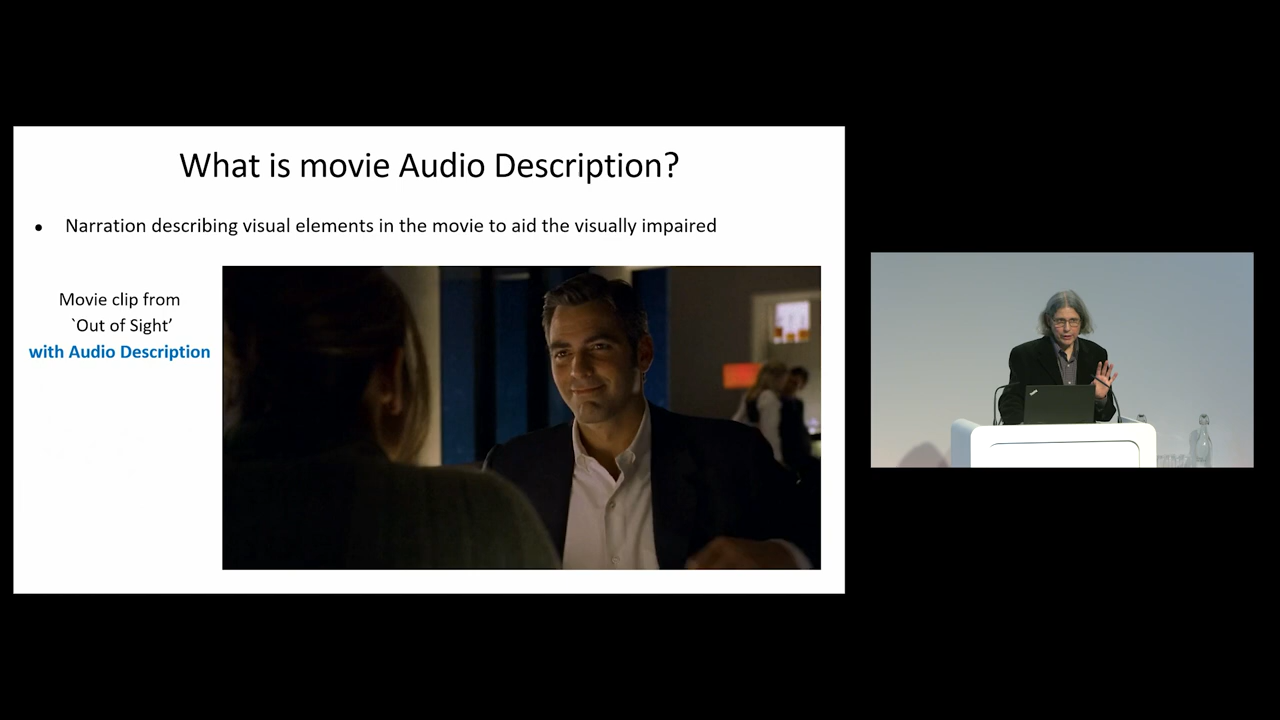 What is movie Audio Description?
• Narration describing visual elements in the movie to aid the visually impaired
Movie clip from
`Out of Sight’
with Audio Description